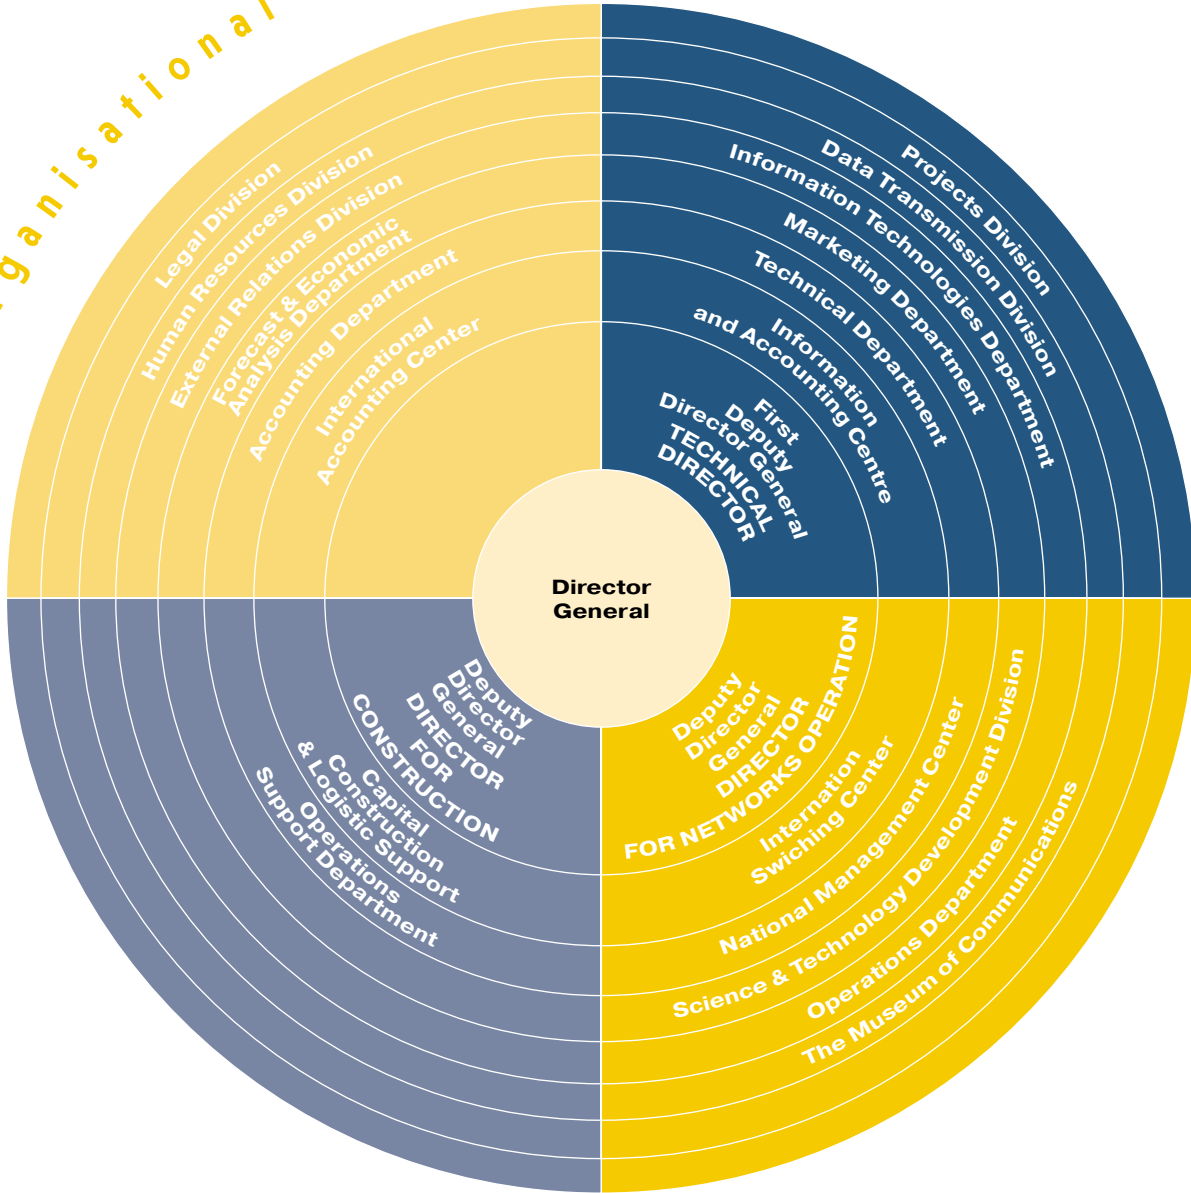 ganisational
Legal Division
Human Resources Division
External Relations Division
Forecast & Economic
Analysis Department
Accounting Department
International
Accounting Center
Projects Division
Data Transmission Division
Information Technologies Department
Marketing Department
Technical Department
Information
and Accounting Centre
First
Deputy
Director General
TECHNICAL
DIRECTOR
Director
General
Deputy
Director
General
DIRECTOR
FOR
CONSTRUCTION
Capital
Construction
& Logistic Support
Operations
Support Department
Deputy
Director
General
DIRECTOR
FOR NETWORKS OPERATION
Internation
Swiching Center
National Management Center
Science & Technology Development Division
Operations Department
The Museum of Communications